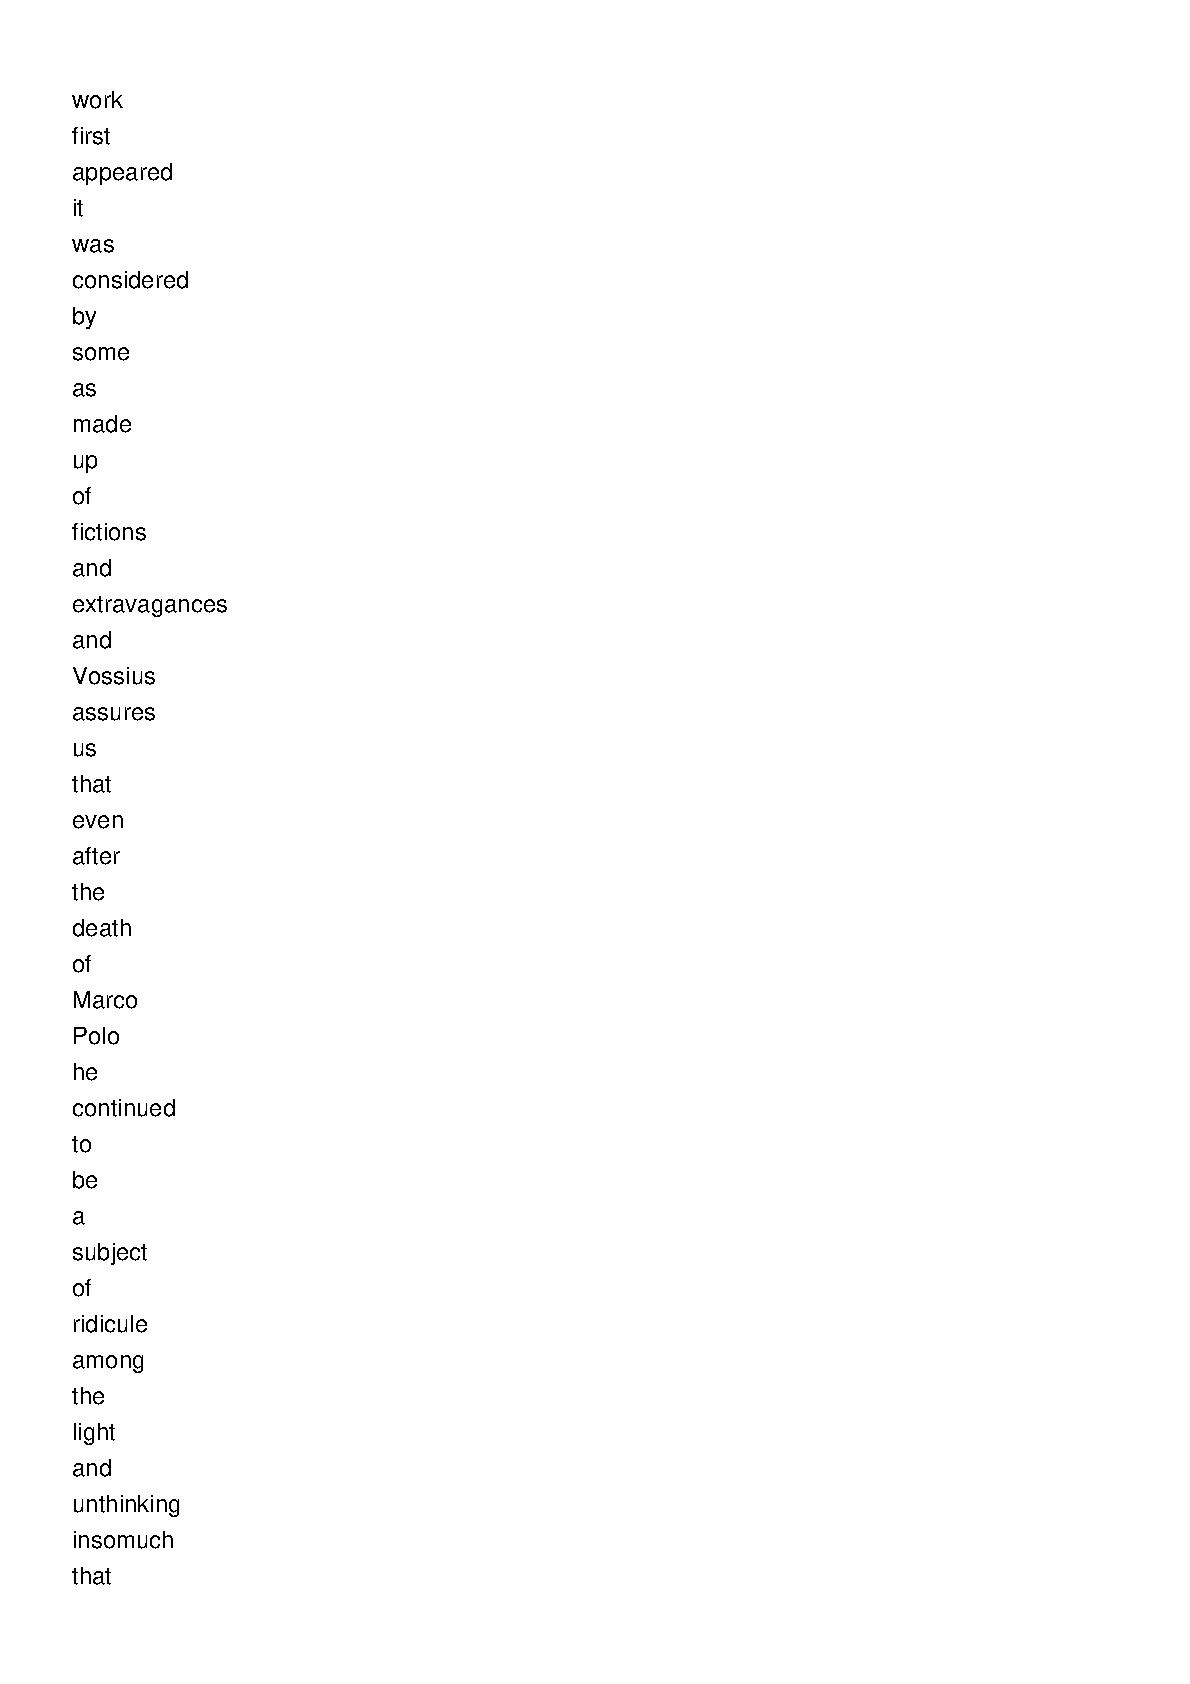 work
first
appeared
it
was
considered
by
some
as
made
up
of
fictions
and
extravagances
and
Vossius
assures
us
that
even
after
the
death
of
Marco
Polo
he
continued
to
be
a
subject
of
ridicule
among
the
light
and
unthinking
insomuch
that